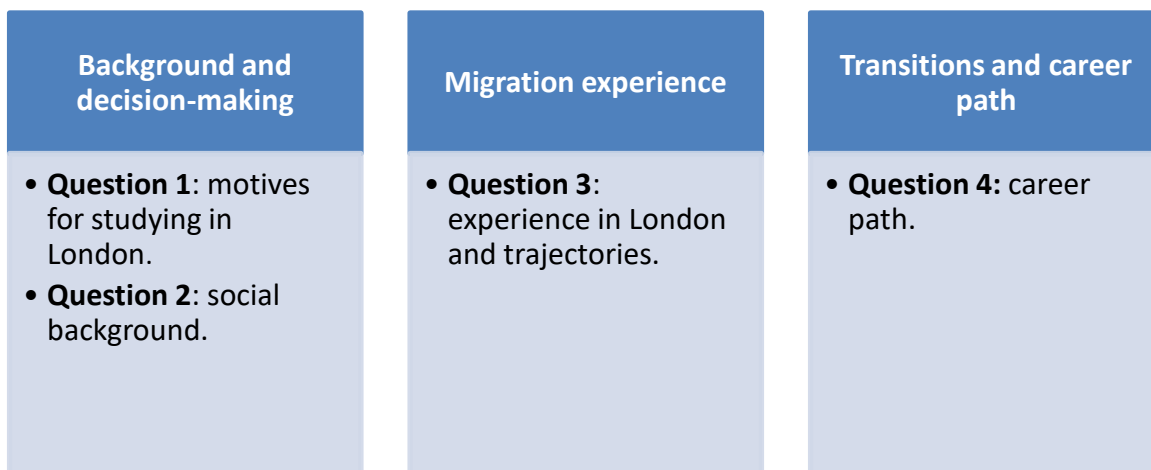 Background and
decision-making
• Question 1: motives
for studying in
London.
• Question 2: social
background.
Migration experience
• Question 3:
experience in London
and trajectories.
Transitions and career
path
• Question 4: career
path.